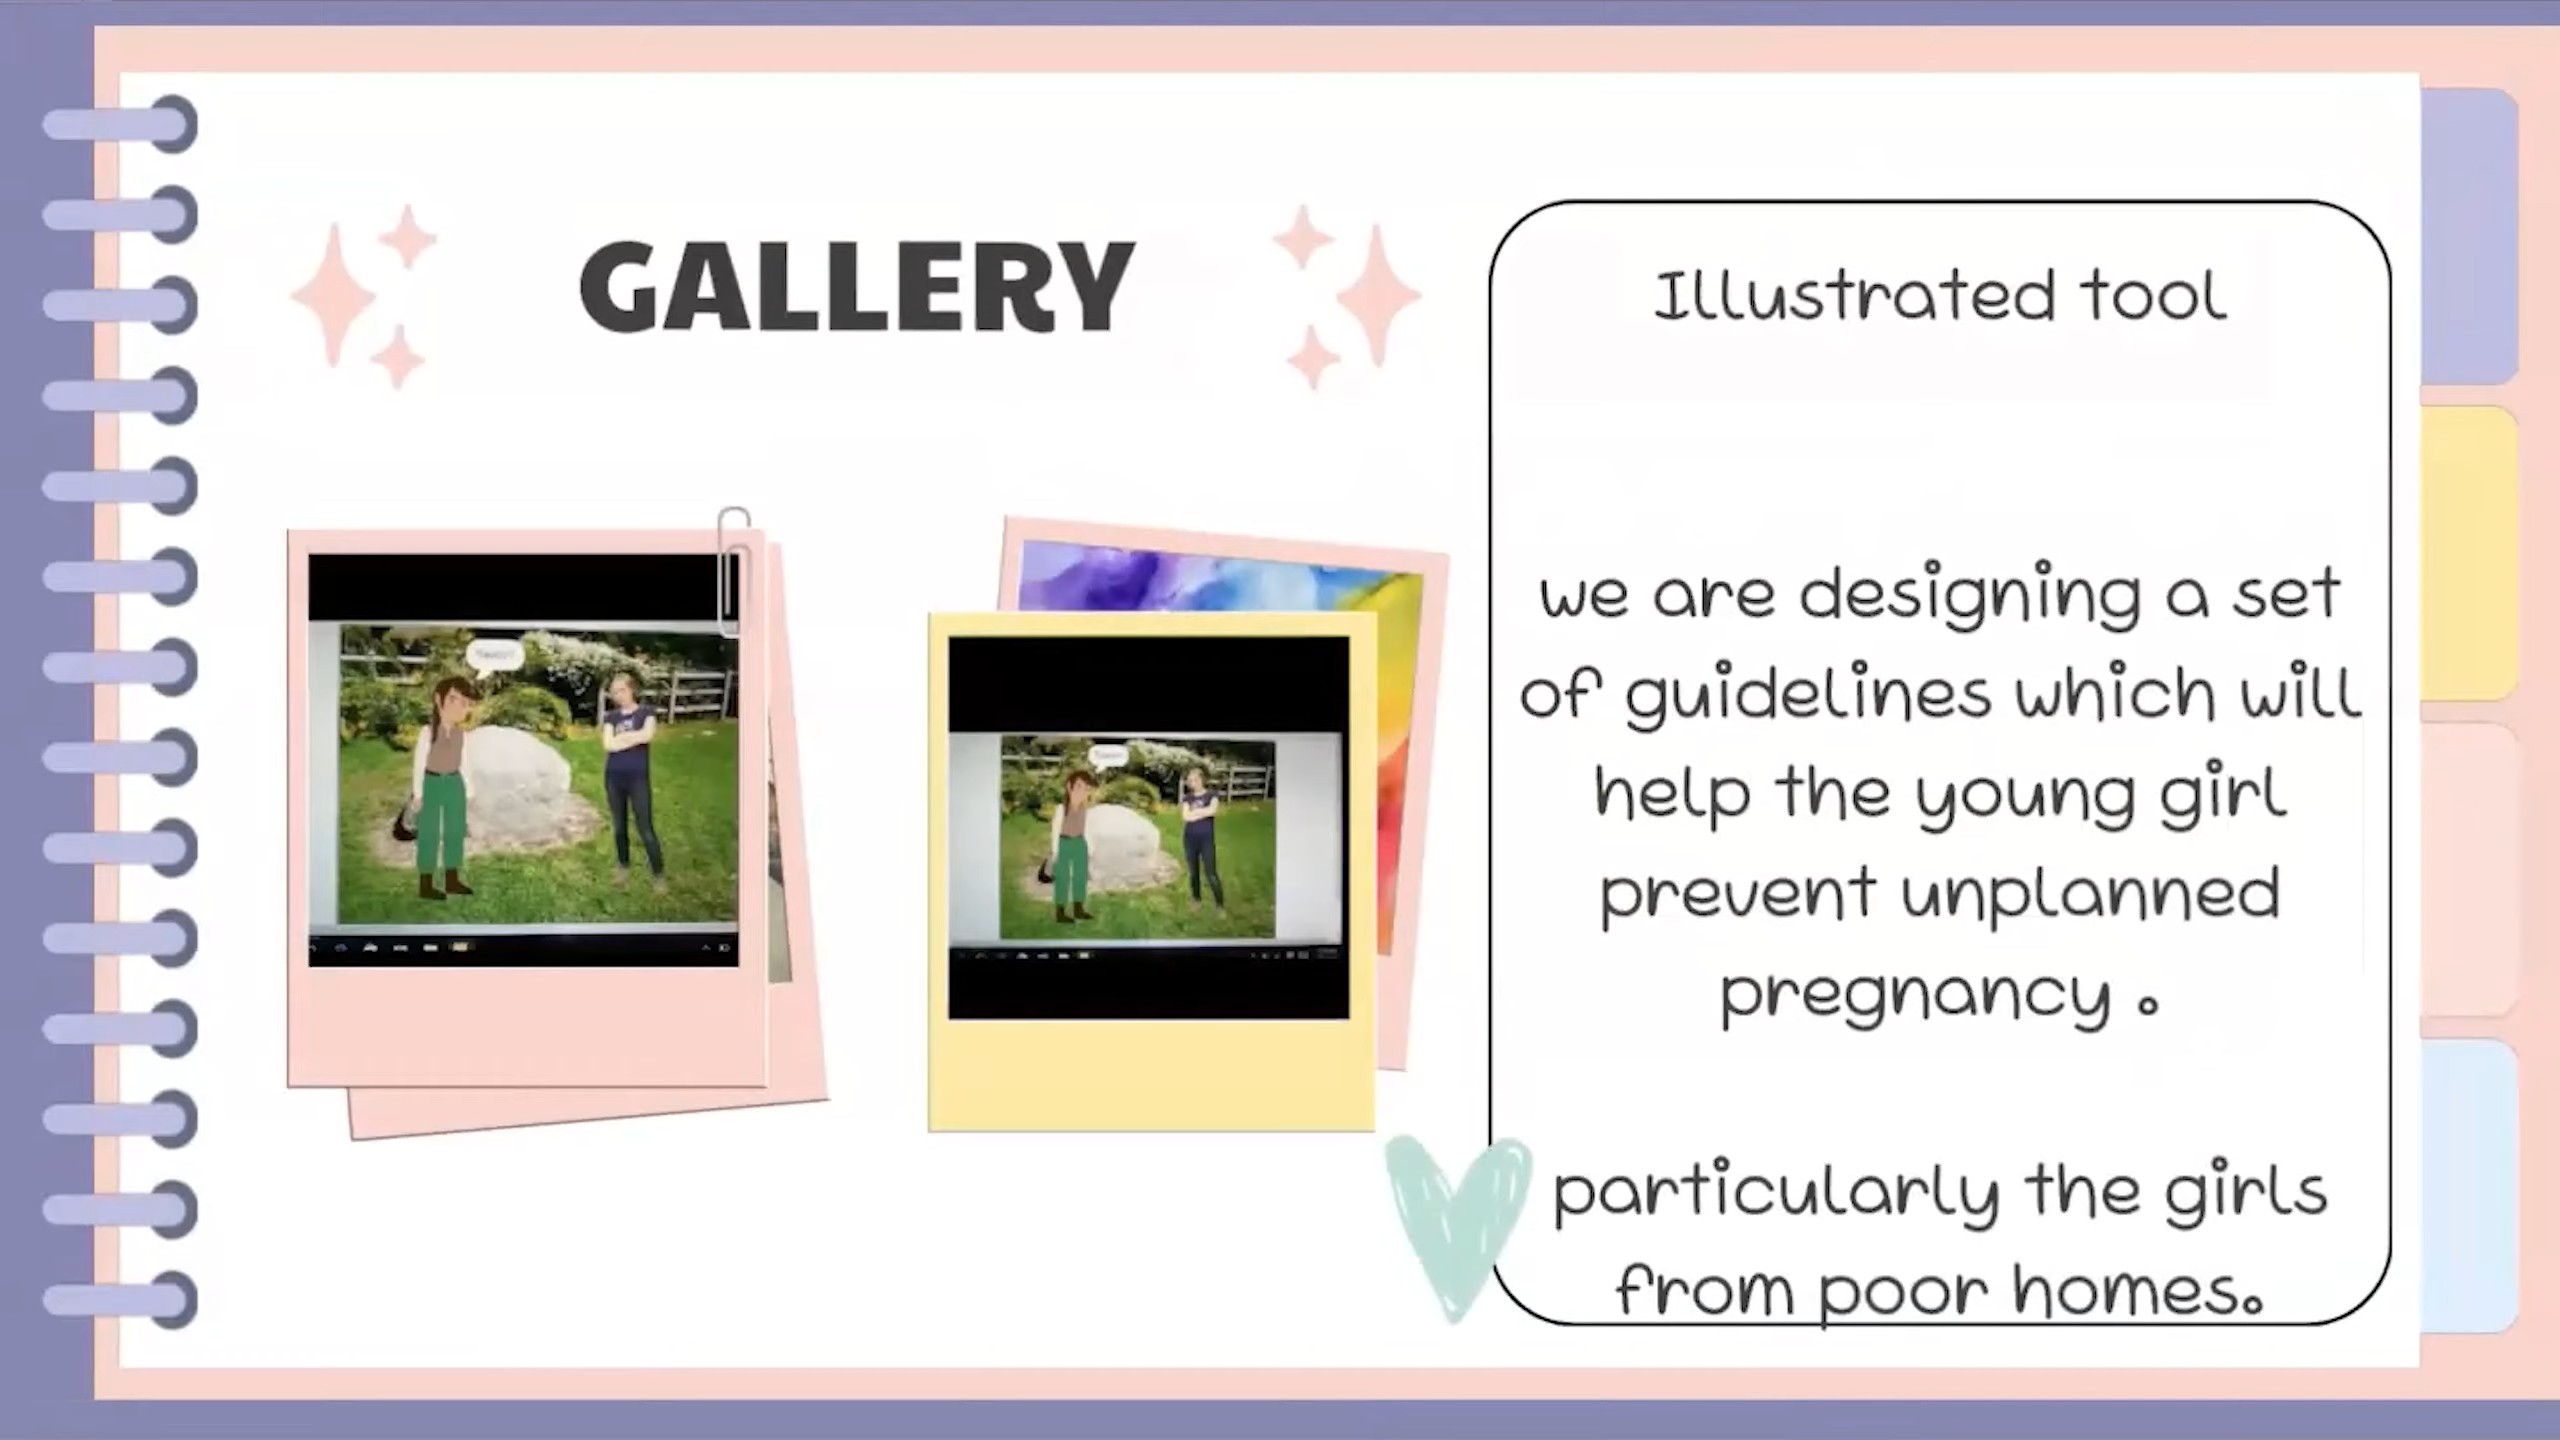 GALLERY
Illustrated tool
we are designing a set
of guidelines which will
help the young girl
prevent unplanned
pregnancy .
particularly the girls
from poor homes.